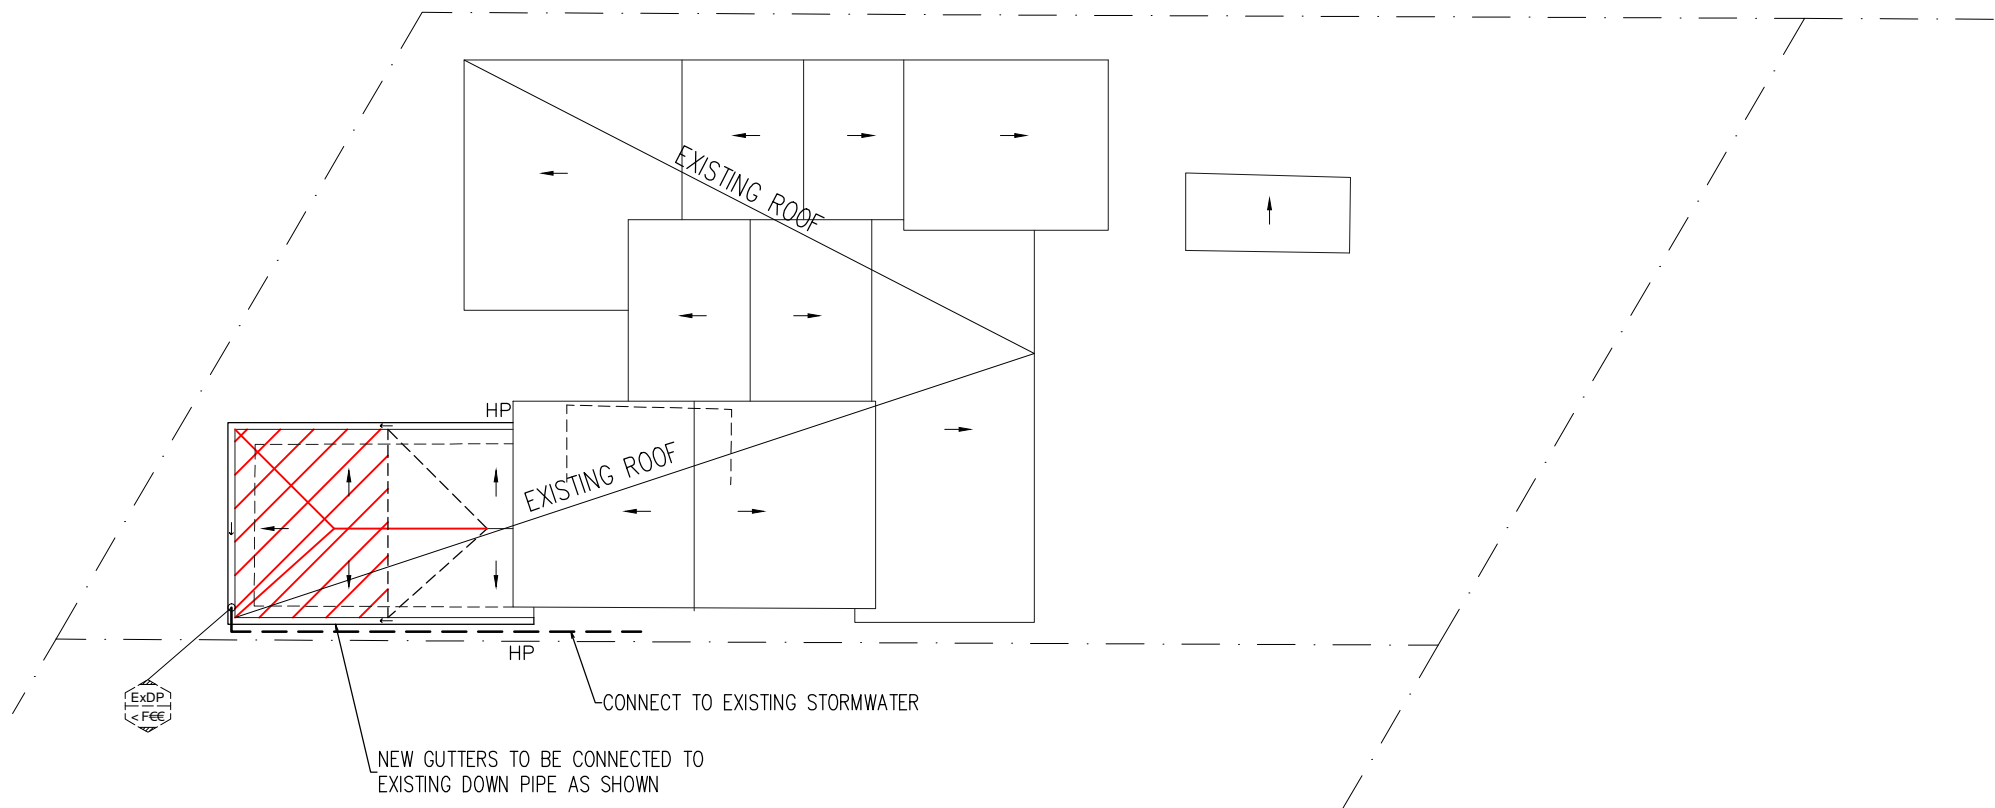 EXISTING ROOF
HP
EXISTING ROOF
HP
ExDP
CONNECT TO EXISTING STORMWATER
NEW GUTTERS TO BE CONNECTED TO
EXISTING DOWN PIPE AS SHOWN